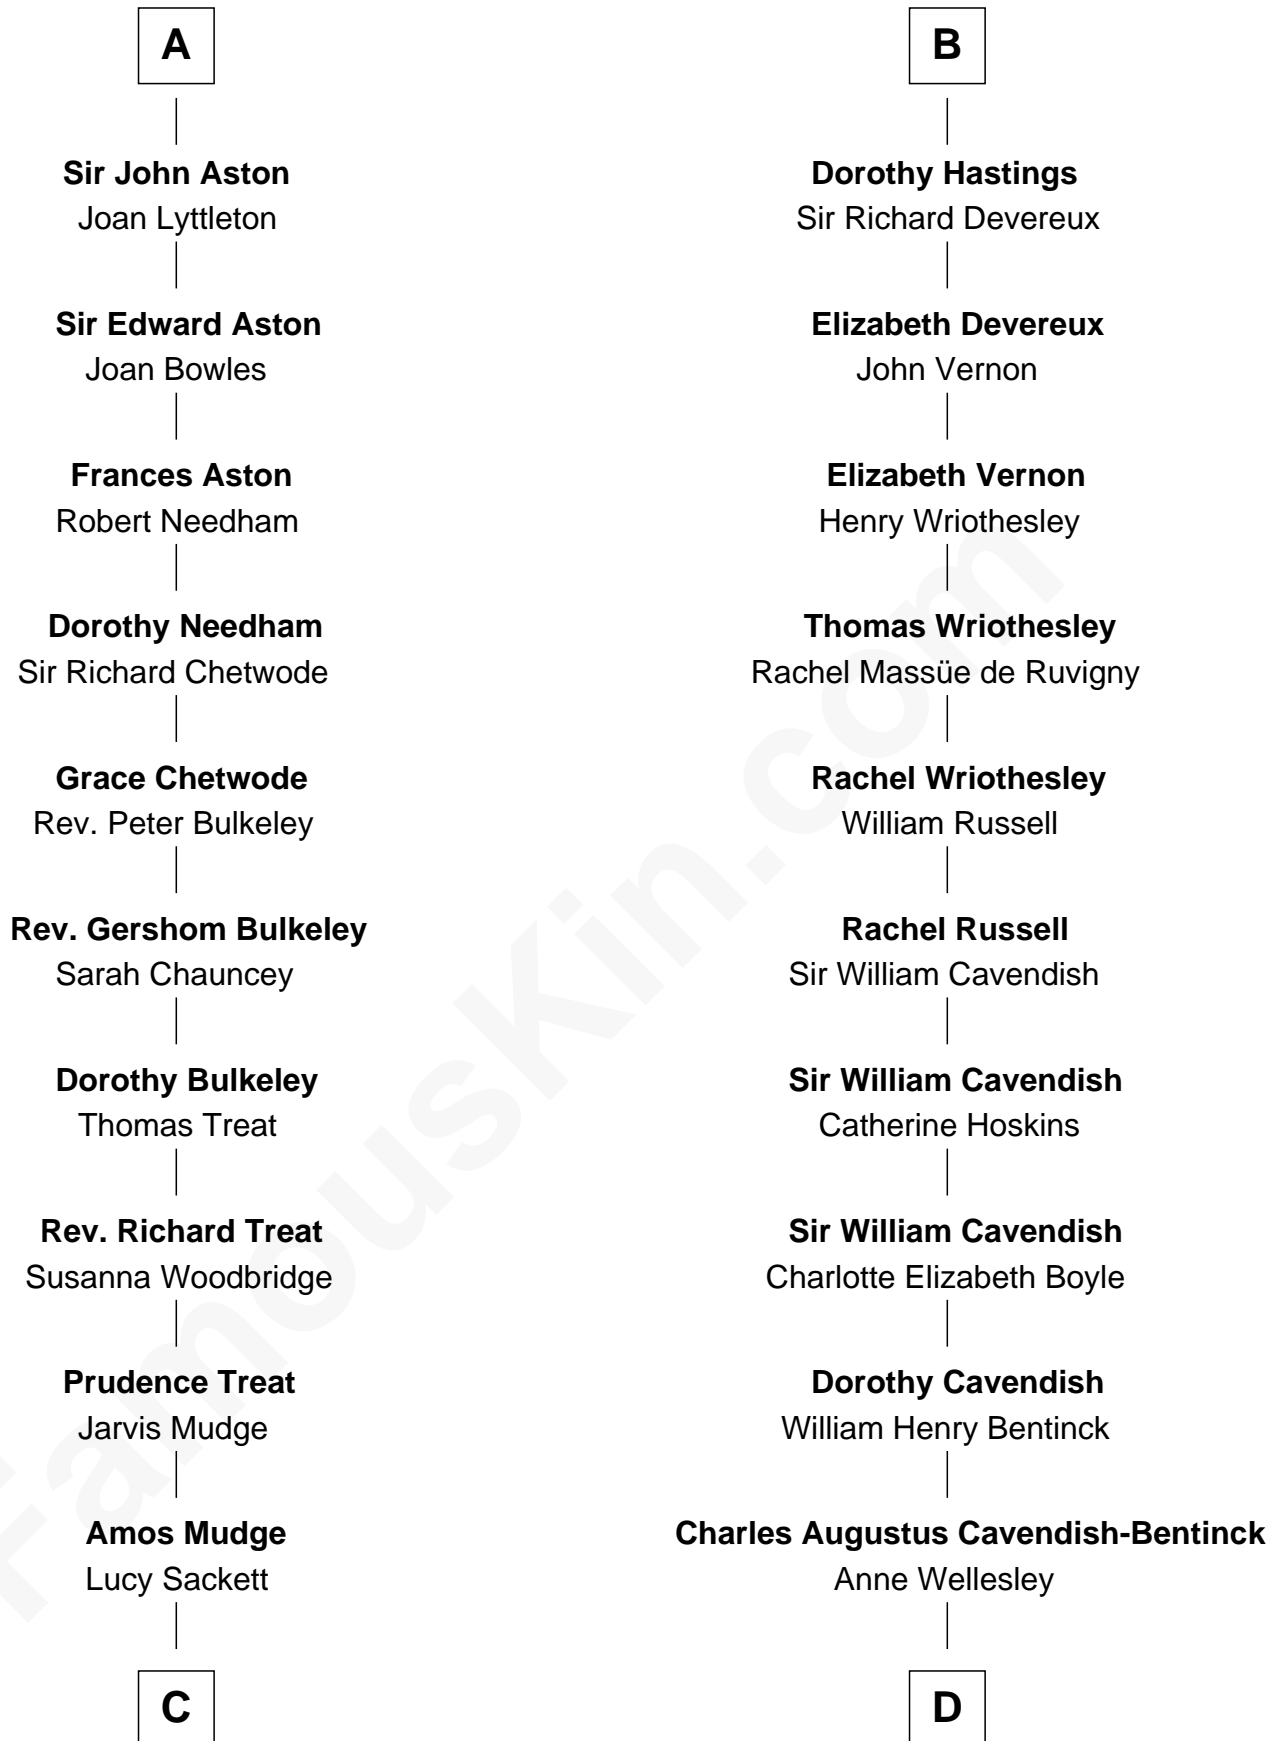 A
Sir John Aston
Joan Lyttleton
Sir Edward Aston
Joan Bowles
Frances Aston
Robert Needham
Dorothy Needham
Sir Richard Chetwode
Grace Chetwode
Rev. Peter Bulkeley
Rev. Gershom Bulkeley
Sarah Chauncey
Dorothy Bulkeley
Thomas Treat
Rev. Richard Treat
Susanna Woodbridge
Prudence Treat
Jarvis Mudge
Amos Mudge
Lucy Sackett
C
B
Dorothy Hastings
Sir Richard Devereux
Elizabeth Devereux
John Vernon
Elizabeth Vernon
Henry Wriothesley
Thomas Wriothesley
Rachel Massüe de Ruvigny
Rachel Wriothesley
William Russell
Rachel Russell
Sir William Cavendish
Sir William Cavendish
Catherine Hoskins
Sir William Cavendish
Charlotte Elizabeth Boyle
Dorothy Cavendish
William Henry Bentinck
Charles Augustus Cavendish-Bentinck
Anne Wellesley
D
FamousKin.com